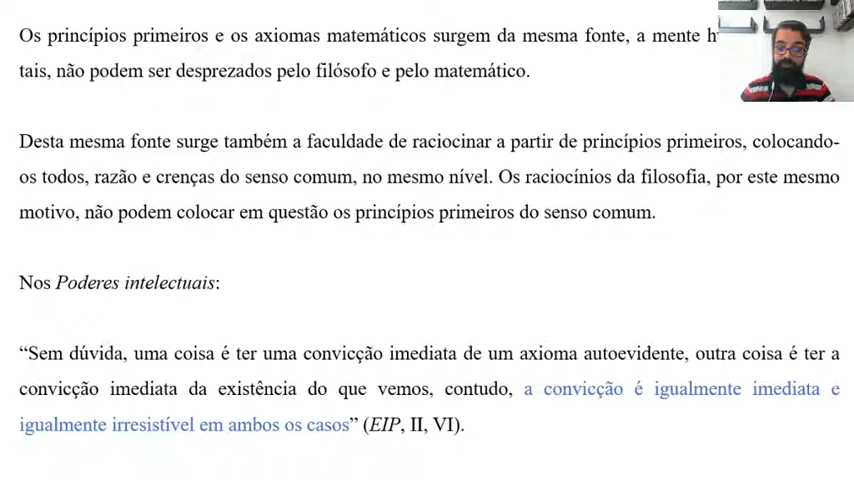 Os princípios primeiros e os axiomas matemáticos surgem da mesma fonte, a mente
tais, não podem ser desprezados pelo filósofo e pelo matemático.
Desta mesma fonte surge também a faculdade de raciocinar a partir de princípios primeiros, colocando-
os todos, razão e crenças do senso comum, no mesmo nível. Os raciocínios da filosofia, por este mesmo
motivo, não podem colocar em questão os princípios primeiros do senso comum.
Nos Poderes intelectuais:
“Sem dúvida, uma coisa é ter uma convicção imediata de um axioma autoevidente, outra coisa é ter a
convicção imediata da existência do que vemos, contudo, a convicção é igualmente imediata e
igualmente irresistível em ambos os casos” (EIP, II, VI).